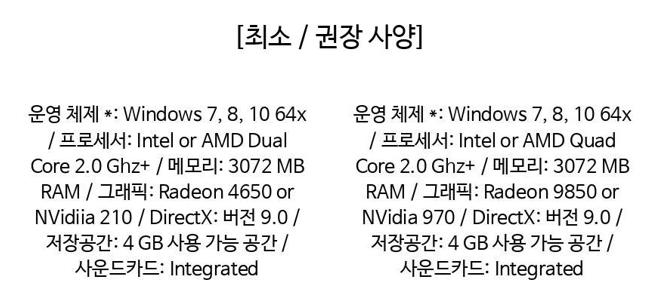 [최소 / 권장 사양]
운영 체제 *: Windows 7, 8, 10 64x
/ 프로세서: Intel or AMD Dual
Core 2.0 Ghz+ / 메모리: 3072 MB
RAM / 그래픽: Radeon 4650 or
NVidiia 210 / DirectX: 버전 9.0 /
저장공간: 4 GB 사용 가능 공간 /
사운드카드: Integrated
운영 체제 *: Windows 7, 8, 10 64x
/ 프로세서: Intel or AMD Quad
Core 2.0 Ghz+ / 메모리: 3072 MB
RAM / 그래픽: Radeon 9850 or
NVidia 970 / DirectX: 버전 9.0 /
저장공간: 4 GB 사용 가능 공간 /
사운드카드: Integrated